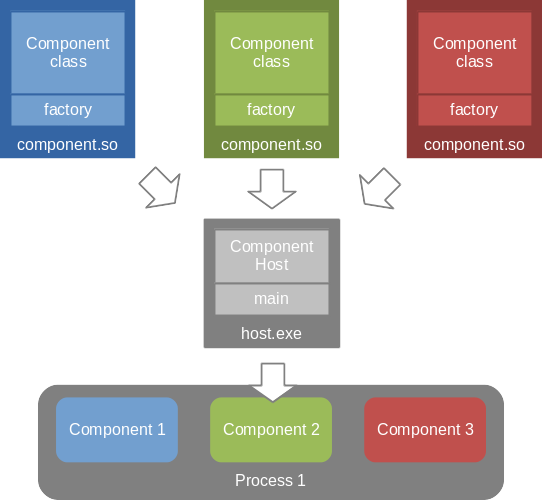 Component
class
factory
component.so
Component
class
factory
component.so
Component
class
factory
component.so
Component
Host
main
host.exe
Component 1
Component 2
Component 3
Process 1